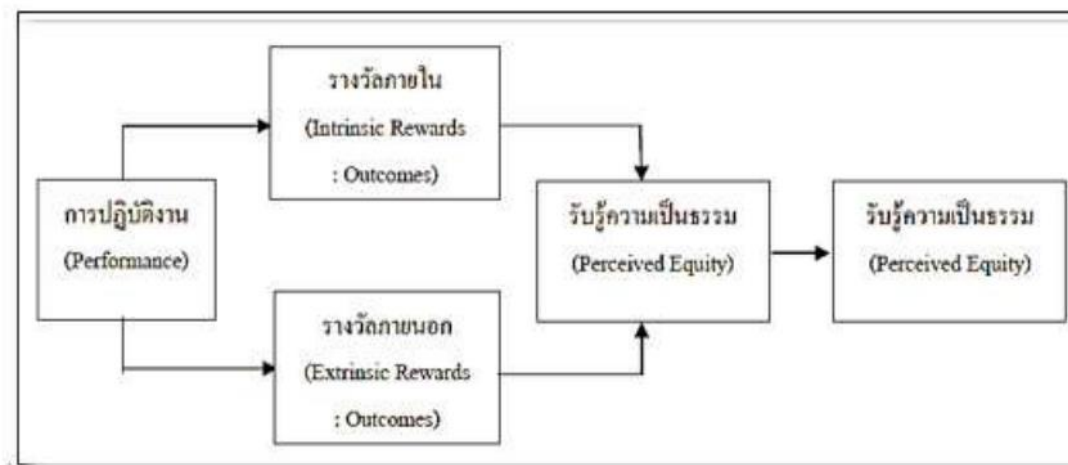 รางวัลภายใน
(Intrinsic Rewards
: Outcomes)
การปฏิบัติงาน
(Performance)
รับรู้ความเป็นธรรม
(Perceived Equity)
รับรู้ความเป็นธรรม
(Perceived Equity)
รางวัลภายนอก
(Extrinsic Rewards
: Outcomes)